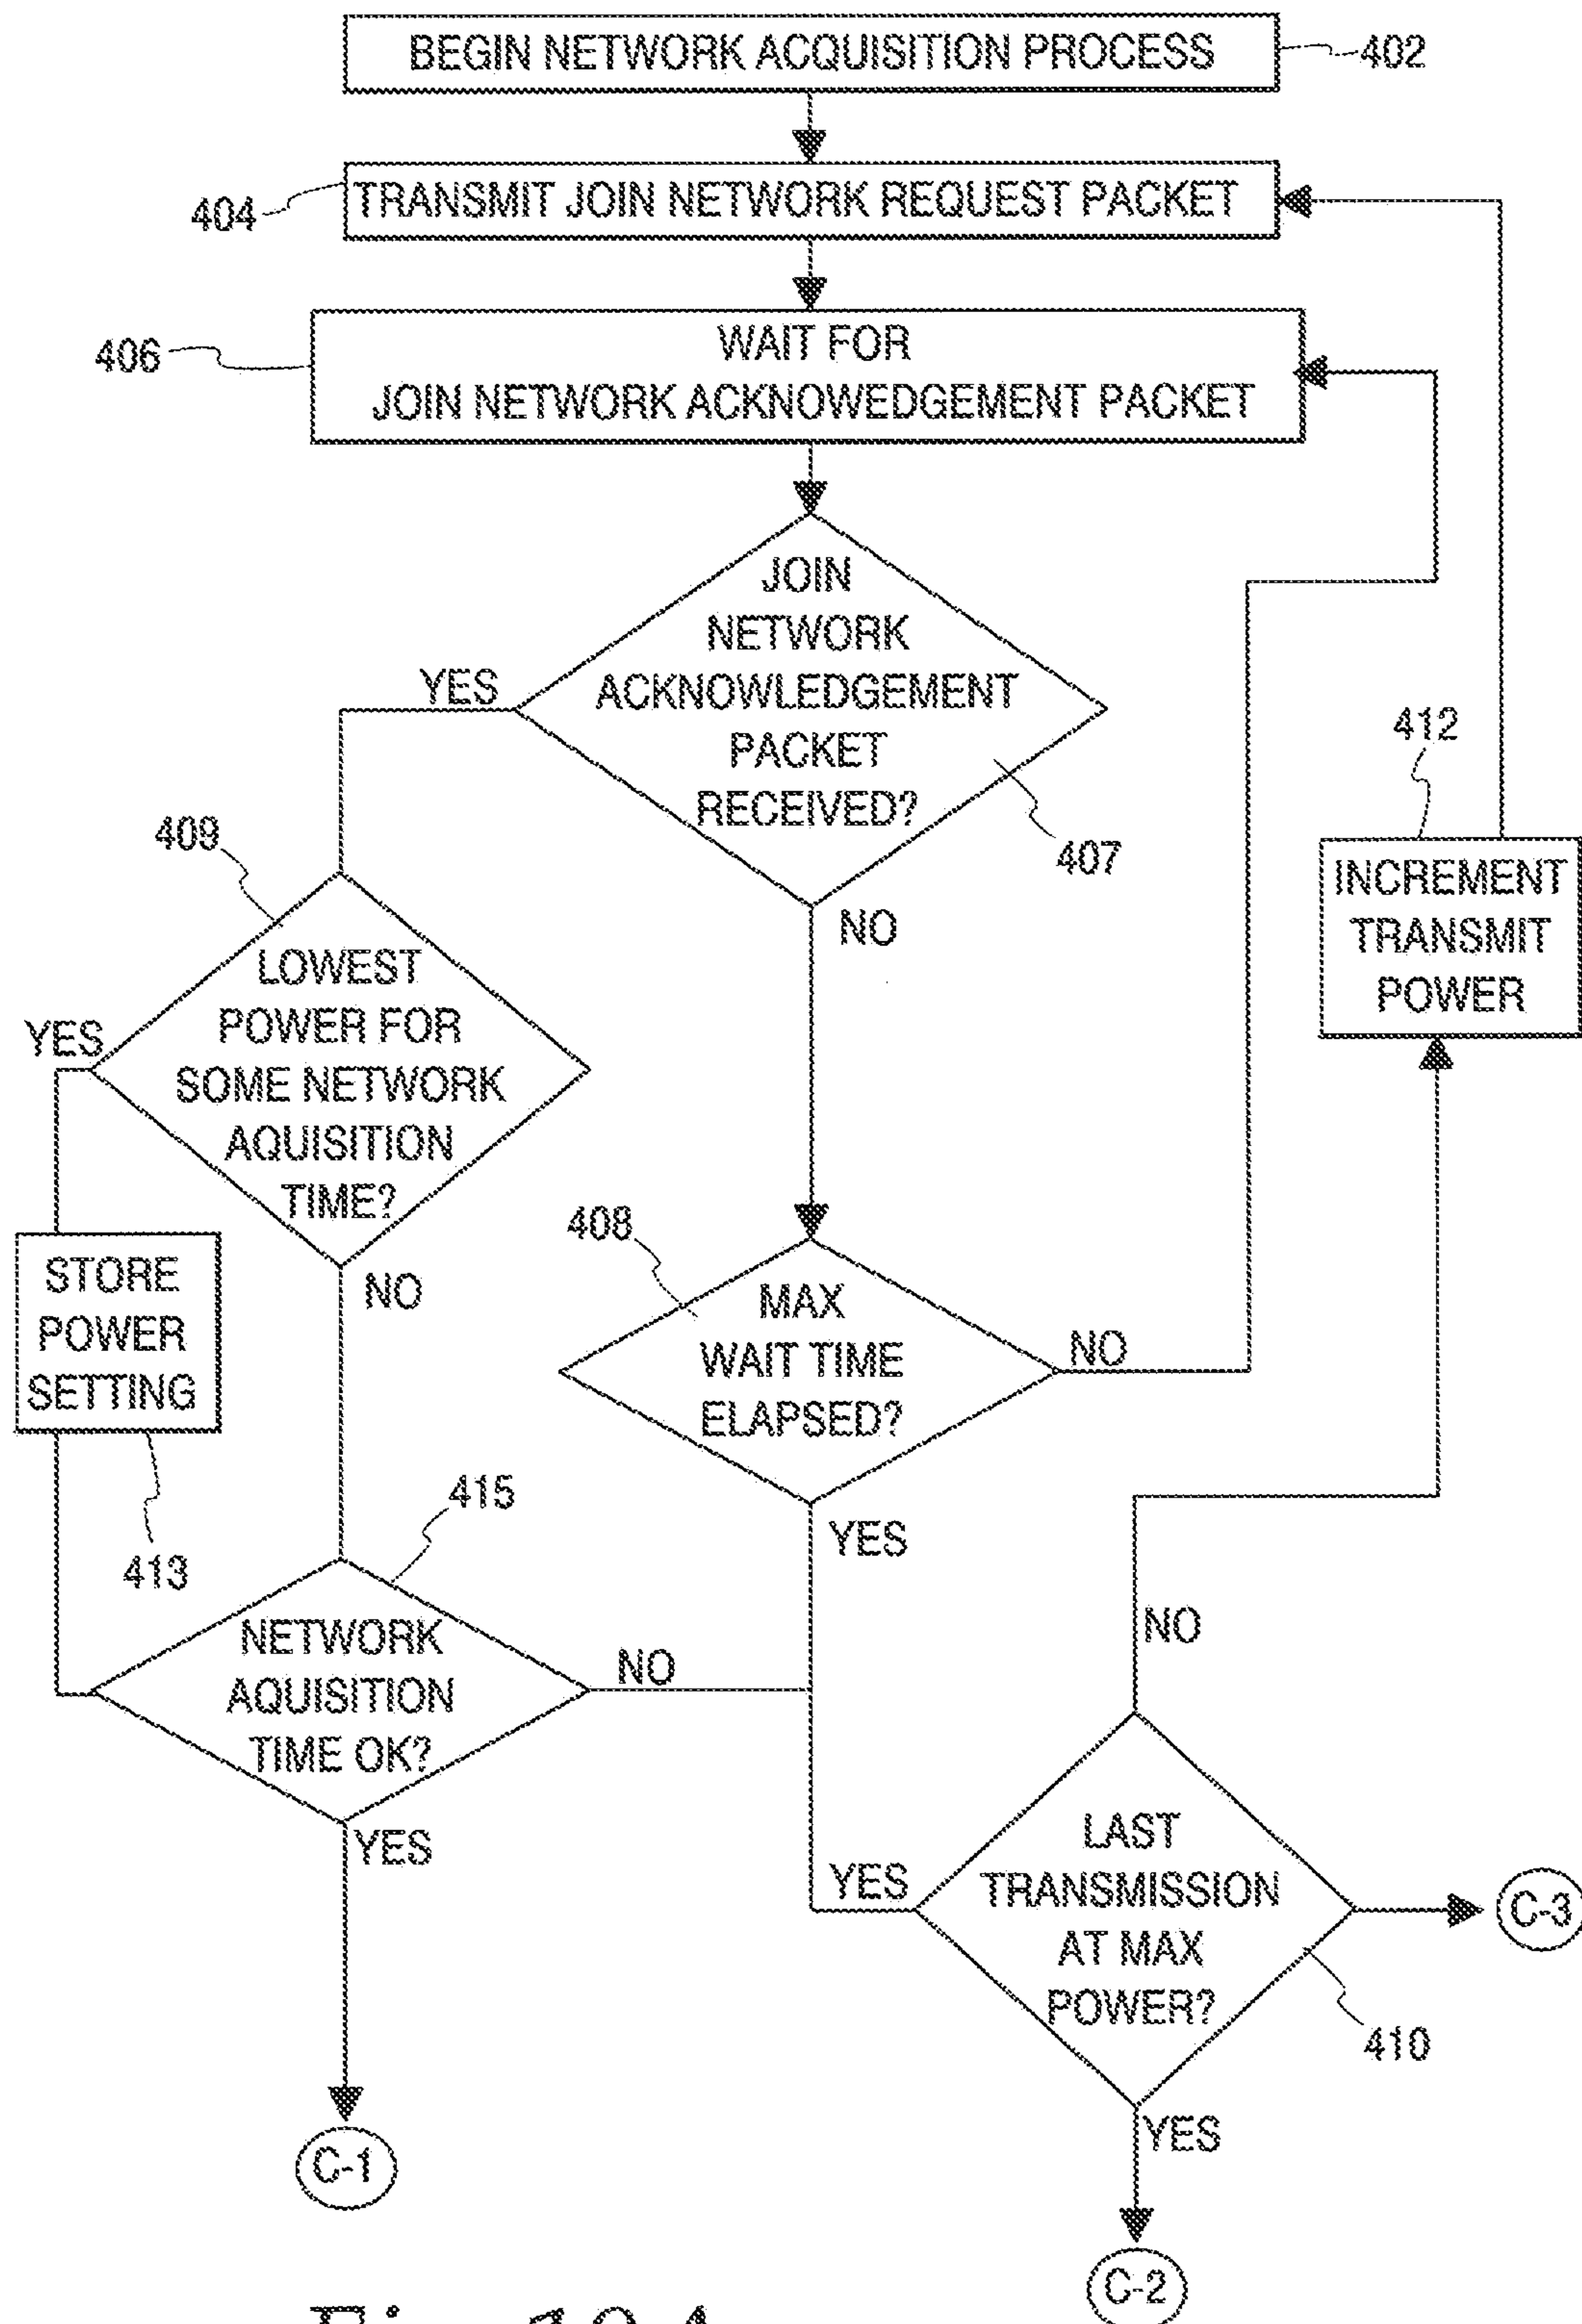 BEGIN NETWORK ACQUISITION PROCESS
402
404
TRANSMIT JOIN NETWORK REQUEST PACKET
406
WAIT FOR
JOIN NETWORK ACKNOWEDGEMENT PACKET
JOIN
NETWORK
ACKNOWLEDGEMENT
PACKET
RECEIVED?
YES
407
NO
412
INCREMENT
TRANSMIT
POWER
409
LOWEST
POWER FOR
SOME NETWORK
AQUISITION
TIME?
YES
NO
STORE
POWER
SETTING
413
408
MAX
WAIT TIME
ELAPSED?
NO
YES
415
NETWORK
AQUISITION
TIME OK?
NO
YES
NO
YES
LAST
TRANSMISSION
AT MAX
POWER?
410
C-3
YES
C-1
C-2